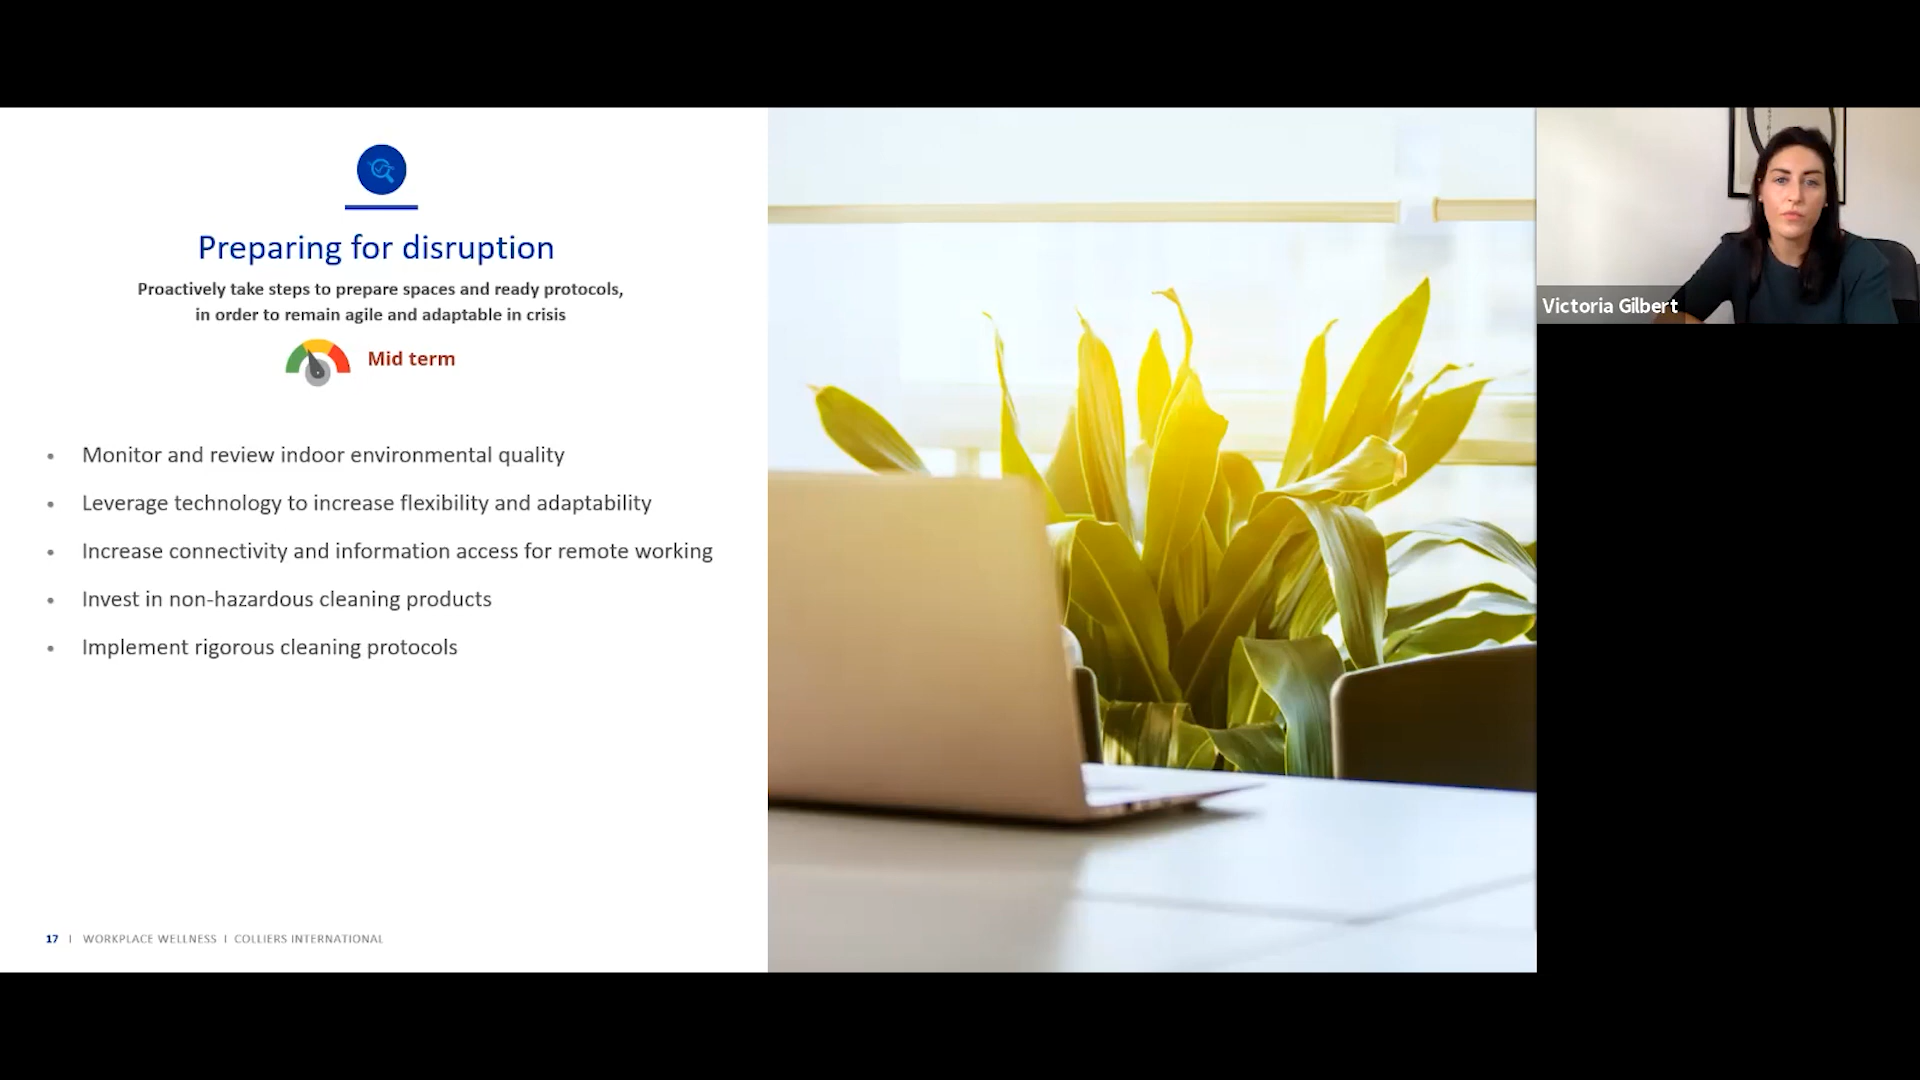 Preparing for disruption
Proactively take steps to prepare spaces and ready protocols,
in order to remain agile and adaptable in crisis
Mid term
• Monitor and review indoor environmental quality
• Leverage technology to increase flexibility and adaptability
• Increase connectivity and information access for remote working
• Invest in non-hazardous cleaning products
• Implement rigorous cleaning protocols
17 | WORKPLACE WELLNESS | COLLIERS INTERNATIONAL
Victoria Gilbert